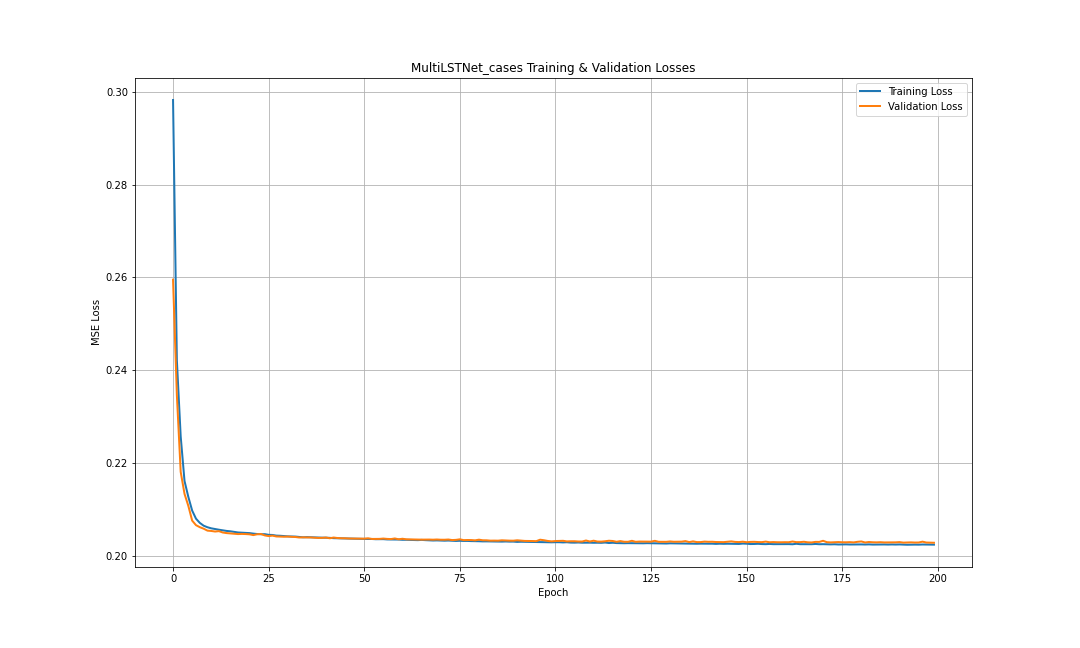 MultiLSTNet_cases Training & Validation Losses
Training Loss
Validation Loss
MSE Loss
0.30
0.28
0.26
0.24
0.22
0.20
0 25 50 75 100 125 150 175 200
Epoch